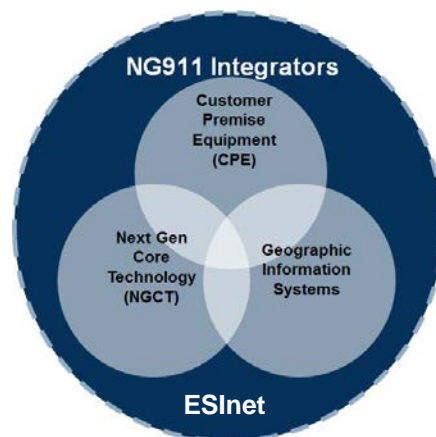 NG911 Integrators
Customer
Premise
Equipment
(CPE)
Next Gen
Core
Technology
(NGCT)
Geographic
Information
Systems
ESInet